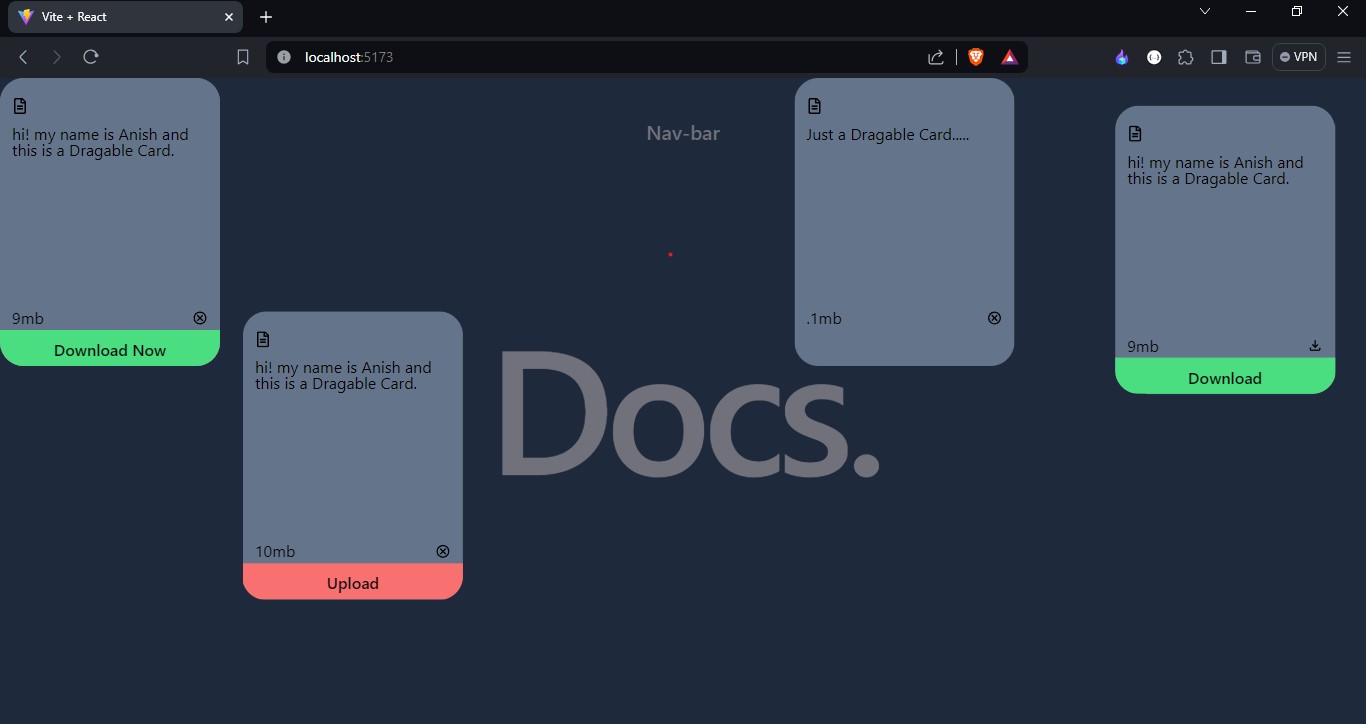 Vite + React
localhost:5173
VPN
hi! my name is Anish and
this is a Dragable Card.
9mb
Download Now
hi! my name is Anish and
this is a Dragable Card.
10mb
Upload
Nav-bar
Docs.
Just a Dragable Card.....
.1mb
hi! my name is Anish and
this is a Dragable Card.
9mb
Download